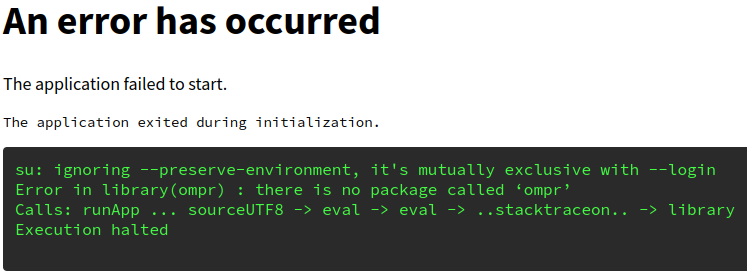 An error has occurred
The application failed to start.
The application exited during initialization.
su: ignoring --preserve-environment, it's mutually exclusive with --login
Error in library(ompr) : there is no package called ‘ompr’
Calls: runApp ... sourceUTF8 -> eval -> eval -> ..stacktraceon.. -> library
Execution halted